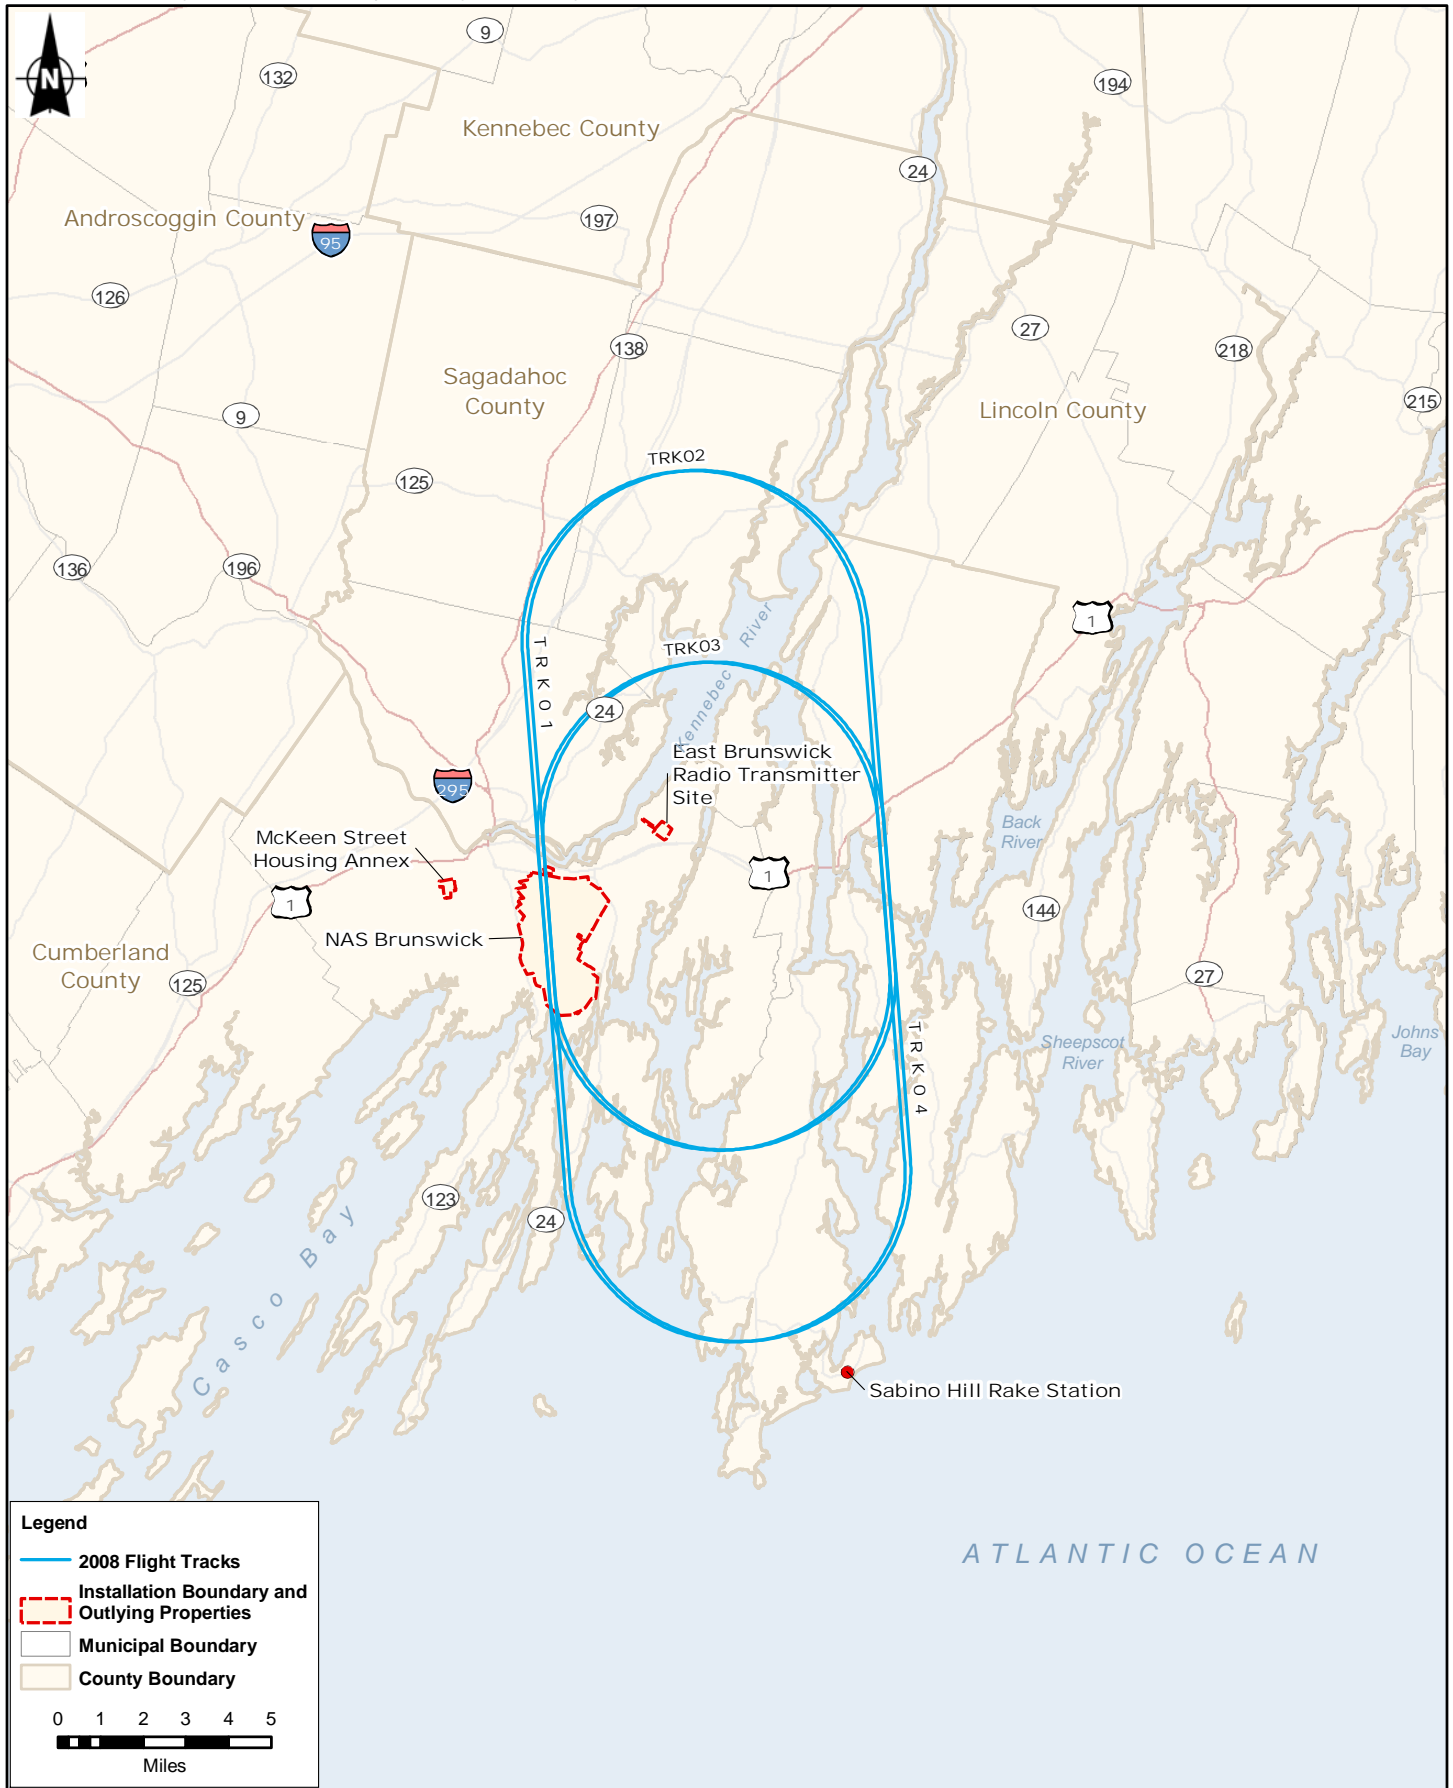 N
9
132
194
Kennebec County
24
Androscoggin County
197
95
126
27
138
218
Sagadahoc
County
215
Lincoln County
9
TRK02
125
136
196
1
River
TRK01
TRK03
24
Kennebec
East Brunswick
Radio Transmitter
Site
295
Back
River
McKeen Street
Housing Annex
1
1
144
NAS Brunswick
Cumberland
County
125
27
TRK04
Sheepscot
River
Johns
Bay
123
24
Casco Bay
Sabino Hill Rake Station
ATLANTIC OCEAN
Legend
2008 Flight Tracks
Installation Boundary and
Outlying Properties
Municipal Boundary
County Boundary
0 1 2 3 4 5
Miles